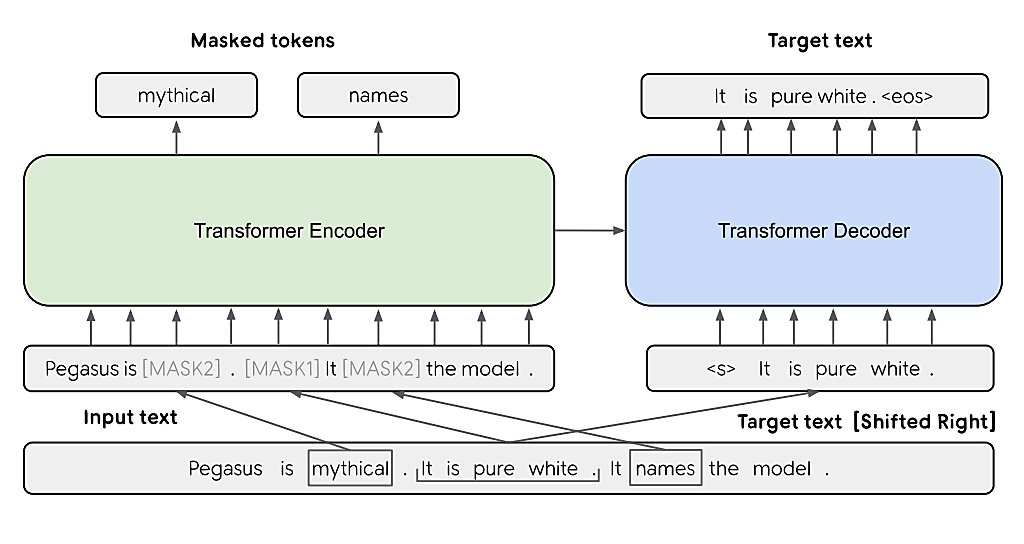 Masked tokens
Target text
mythical
names
It is pure white . <eos>
Transformer Encoder
Transformer Decoder
Pegasus is [MASK2] . [MASK1] It [MASK2] the model .
<s> It is pure white .
Input text
Target text [Shifted Right]
Pegasus is mythical . It is pure white . It names the model .